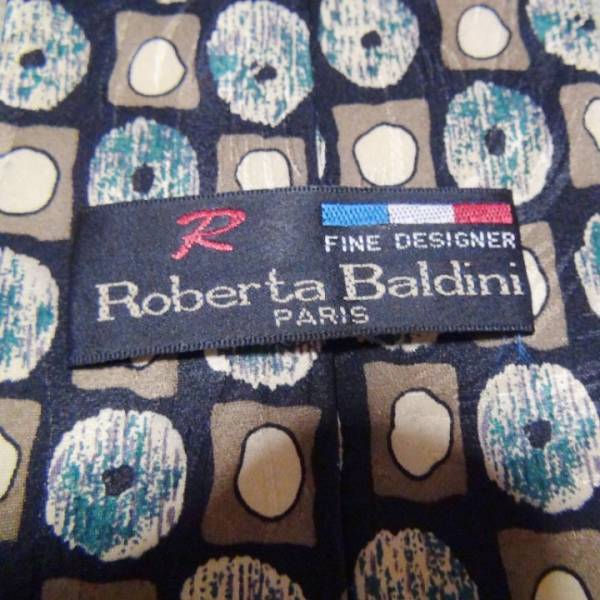 R
FINE DESIGNER
Roberta Baldini
PARIS